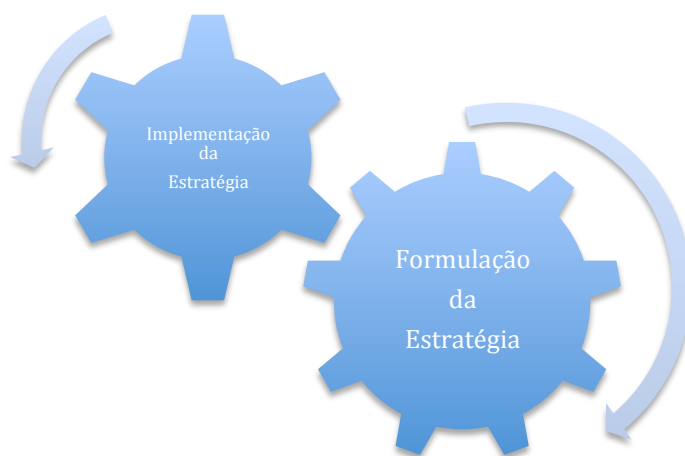 Implementação
da
Estratégia
Formulação
da
Estratégia